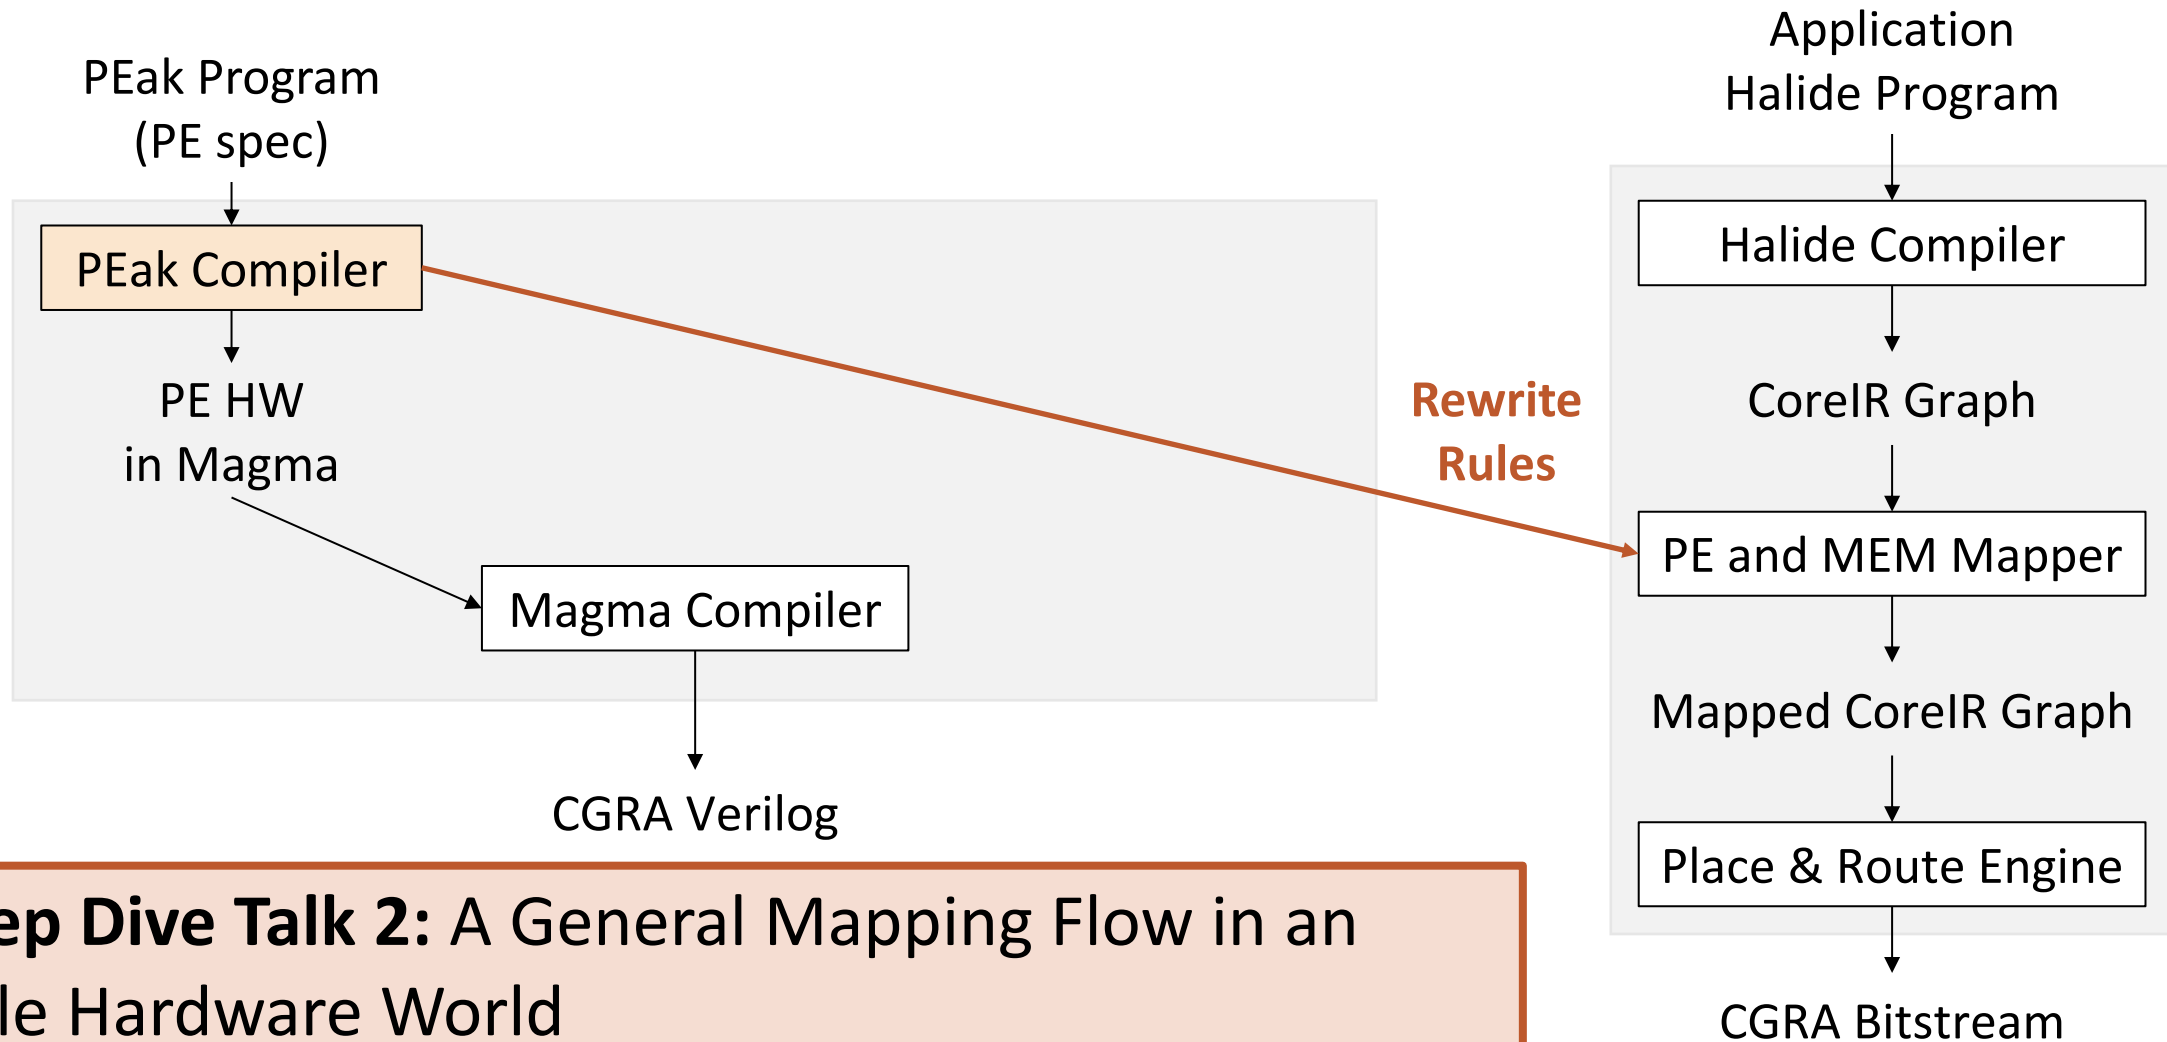 PEak Program
(PE spec)
PEak Compiler
PE HW
in Magma
Magma Compiler
CGRA Verilog
Rewrite
Rules
Application
Halide Program
Halide Compiler
CoreIR Graph
PE and MEM Mapper
Mapped CoreIR Graph
Place & Route Engine
CGRA Bitstream
ep Dive Talk 2: A General Mapping Flow in an
le Hardware World